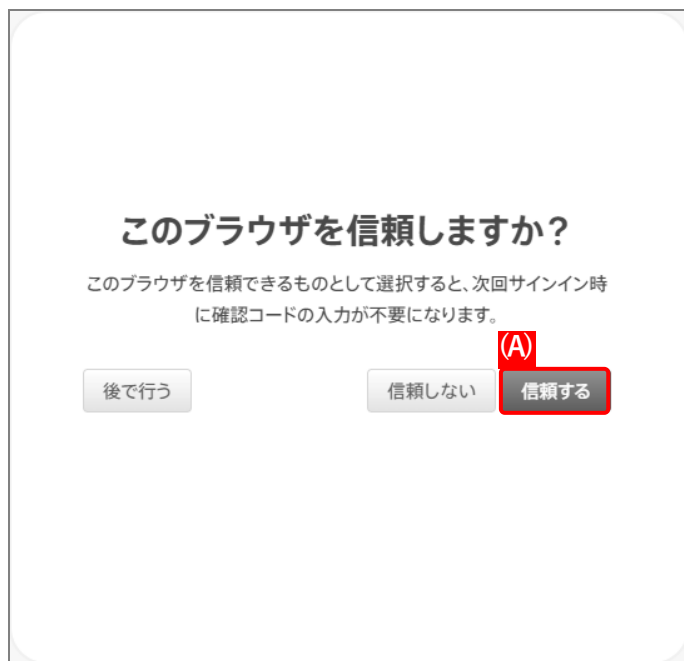 このブラウザを信頼しますか？
このブラウザを信頼できるものとして選択すると、次回サインイン時
に確認コードの入力が不要になります。
(A)
後で行う
信頼しない
信頼する